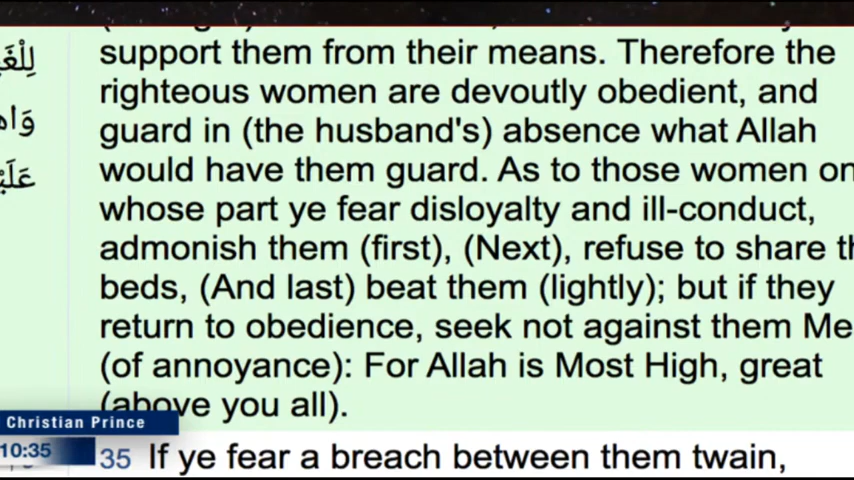 support them from their means. Therefore the
righteous women are devoutly obedient, and
guard in (the husband's) absence what Allah
would have them guard. As to those women on
whose part ye fear disloyalty and ill-conduct,
admonish them (first), (Next), refuse to share th
beds, (And last) beat them (lightly); but if they
return to obedience, seek not against them Me
(of annoyance): For Allah is Most High, great
(above you all).
35 If ye fear a breach between them twain,
Christian Prince
10:35